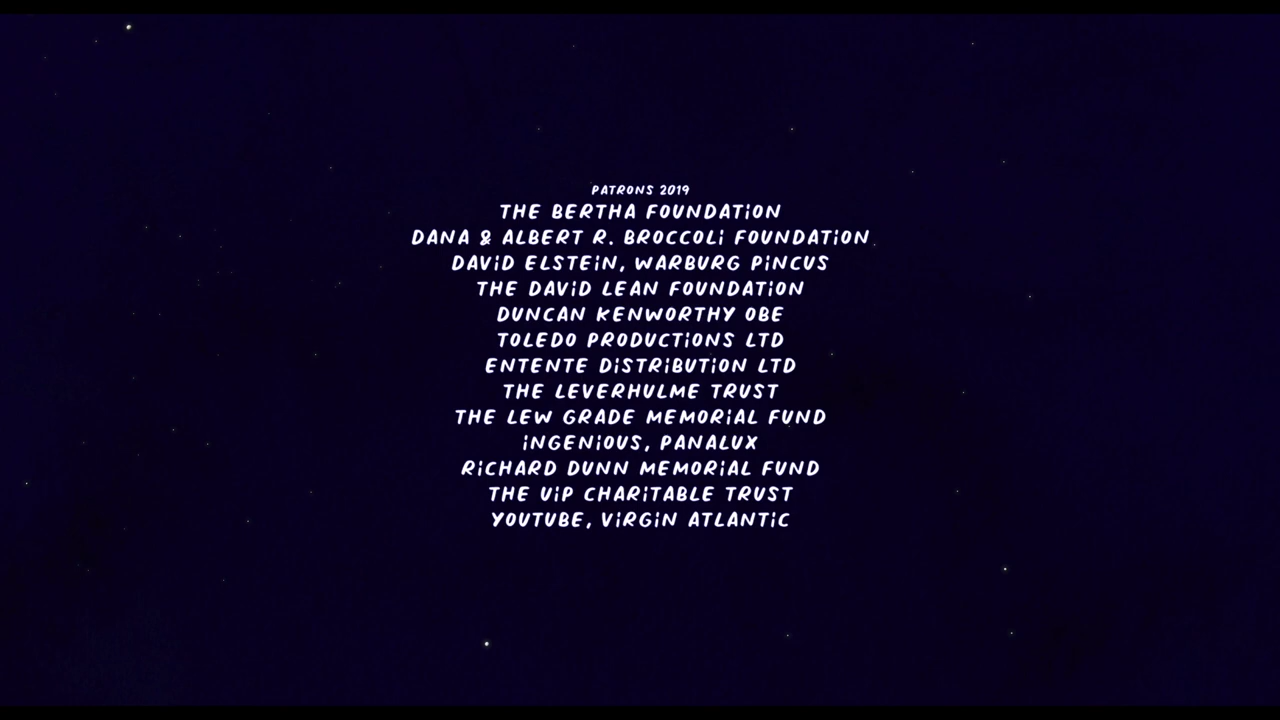 PATRONS 2019
THE BERTHA FOUNDATiON
DANA & ALBERT R. BROCCOLi FOUNDATiON
DAViD ELSTEiN, WARBURG PiNCUS
THE DAViD LEAN FOUNDATiON
DUNCAN KENWORTHY OBE
TOLEDO PRODUCTiONS LTD
ENTENTE DiSTRiBUTiON LTD
THE LEVERHULME TRUST
THE LEW GRADE MEMORiAL FUND
iNGENiOUS, PANALUX
RiCHARD DUNN MEMORiAL FUND
THE UiP CHARiTABLE TRUST
YOUTUBE, ViRGiN ATLANTiC